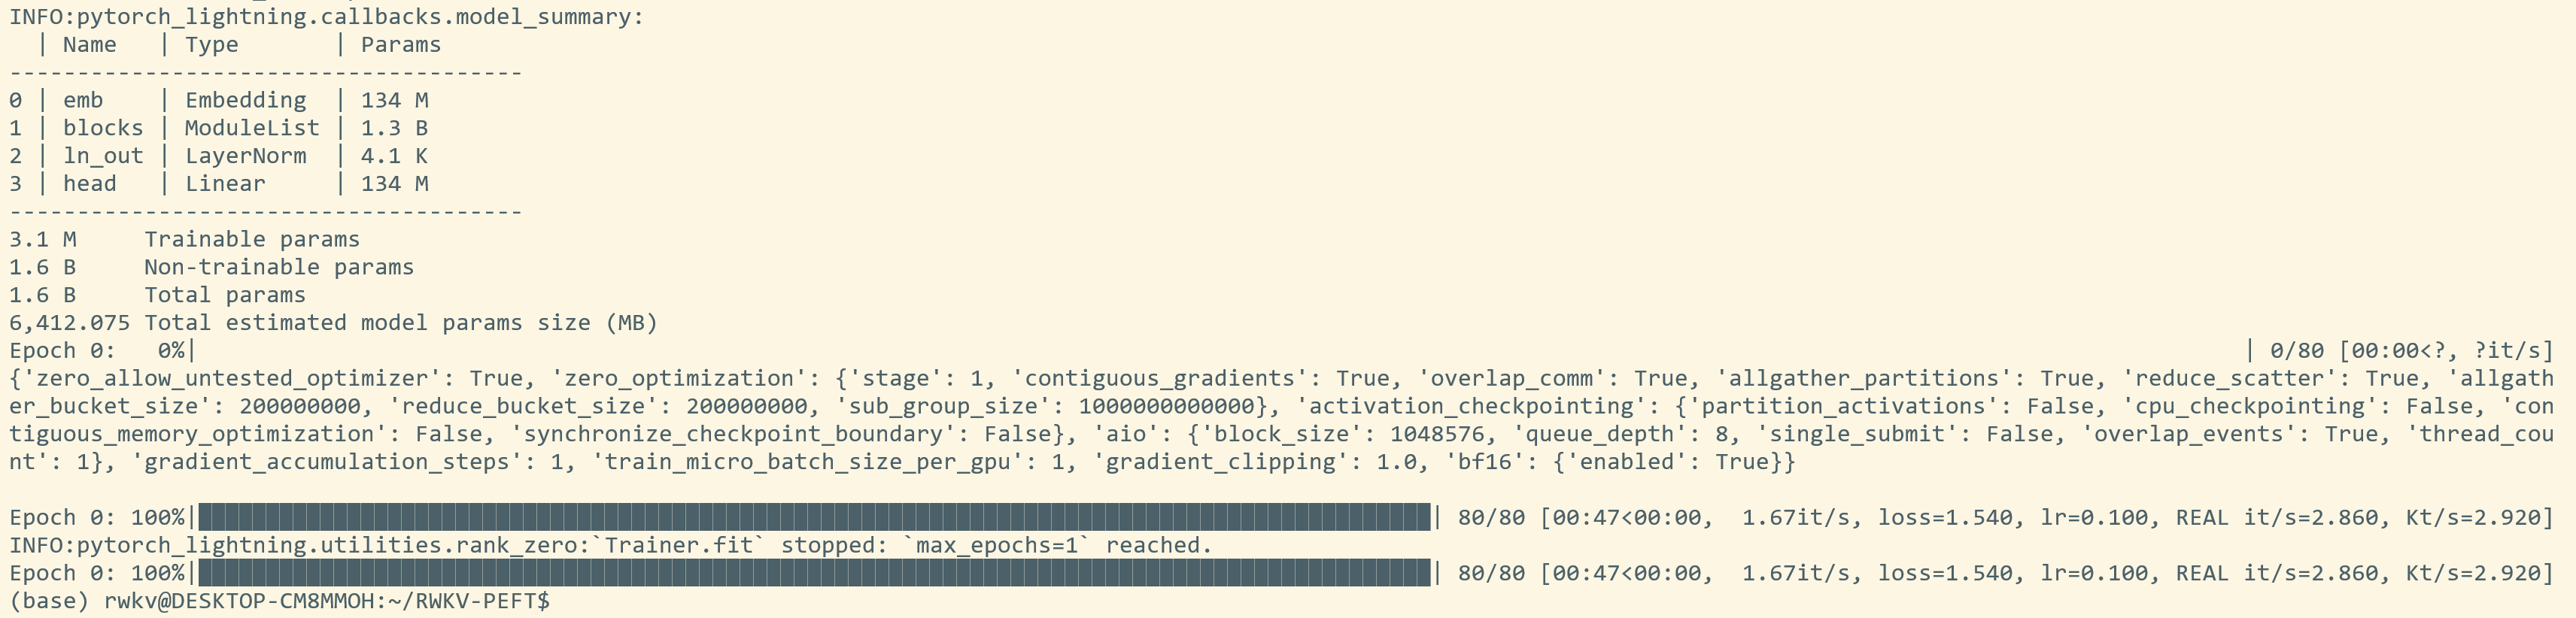 INFO:pytorch_lightning.callbacks.model_summary:
  | Name   | Type       | Params
--------------------------------------
0 | emb    | Embedding  | 134 M
1 | blocks | ModuleList | 1.3 B
2 | ln_out | LayerNorm  | 4.1 K
3 | head   | Linear     | 134 M
--------------------------------------
3.1 M     Trainable params
1.6 B     Non-trainable params
1.6 B     Total params
6,412.075 Total estimated model params size (MB)
Epoch 0:   0%|                                                                    | 0/80 [00:00<?, ?it/s]
{'zero_allow_untested_optimizer': True, 'zero_optimization': {'stage': 1, 'contiguous_gradients': True, 'overlap_comm': True, 'allgather_partitions': True, 'reduce_scatter': True, 'allgath
er_bucket_size': 200000000, 'reduce_bucket_size': 200000000, 'sub_group_size': 1000000000000}, 'activation_checkpointing': {'partition_activations': False, 'cpu_checkpointing': False, 'con
tiguous_memory_optimization': False, 'synchronize_checkpoint_boundary': False}, 'aio': {'block_size': 1048576, 'queue_depth': 8, 'single_submit': False, 'overlap_events': True, 'thread_cou
nt': 1}, 'gradient_accumulation_steps': 1, 'train_micro_batch_size_per_gpu': 1, 'gradient_clipping': 1.0, 'bf16': {'enabled': True}}
Epoch 0: 100%|| 80/80 [00:47<00:00,  1.67it/s, loss=1.540, lr=0.100, REAL it/s=2.860, Kt/s=2.920]
INFO:pytorch_lightning.utilities.rank_zero:`Trainer.fit` stopped: `max_epochs=1` reached.
Epoch 0: 100%|| 80/80 [00:47<00:00,  1.67it/s, loss=1.540, lr=0.100, REAL it/s=2.860, Kt/s=2.920]
(base) rwkv@DESKTOP-CM8MMOH:~/RWKV-PEFT$